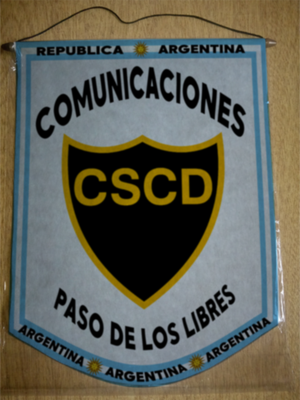 REPUBLICA ARGENTINA
COMUNICACIONES
CSCD
PASO DE LOS LIBRES
ARGENTINA ARGENTINA ARGENTINA